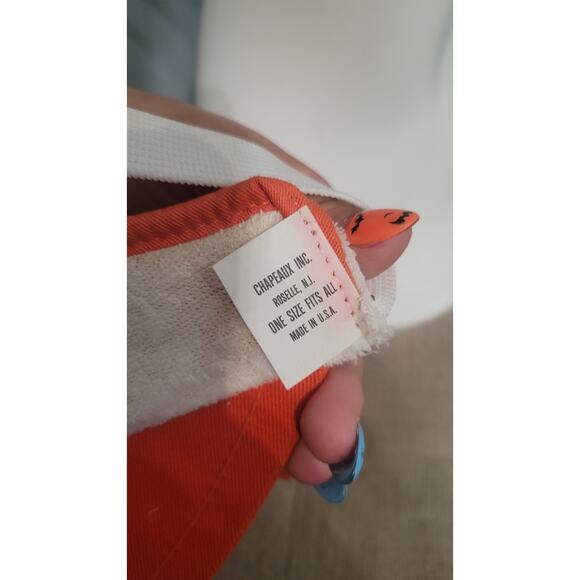 CHAPEAUX INC.
ROSELLE, N.J.
ONE SIZE FITS ALL
MADE IN U.S.A.